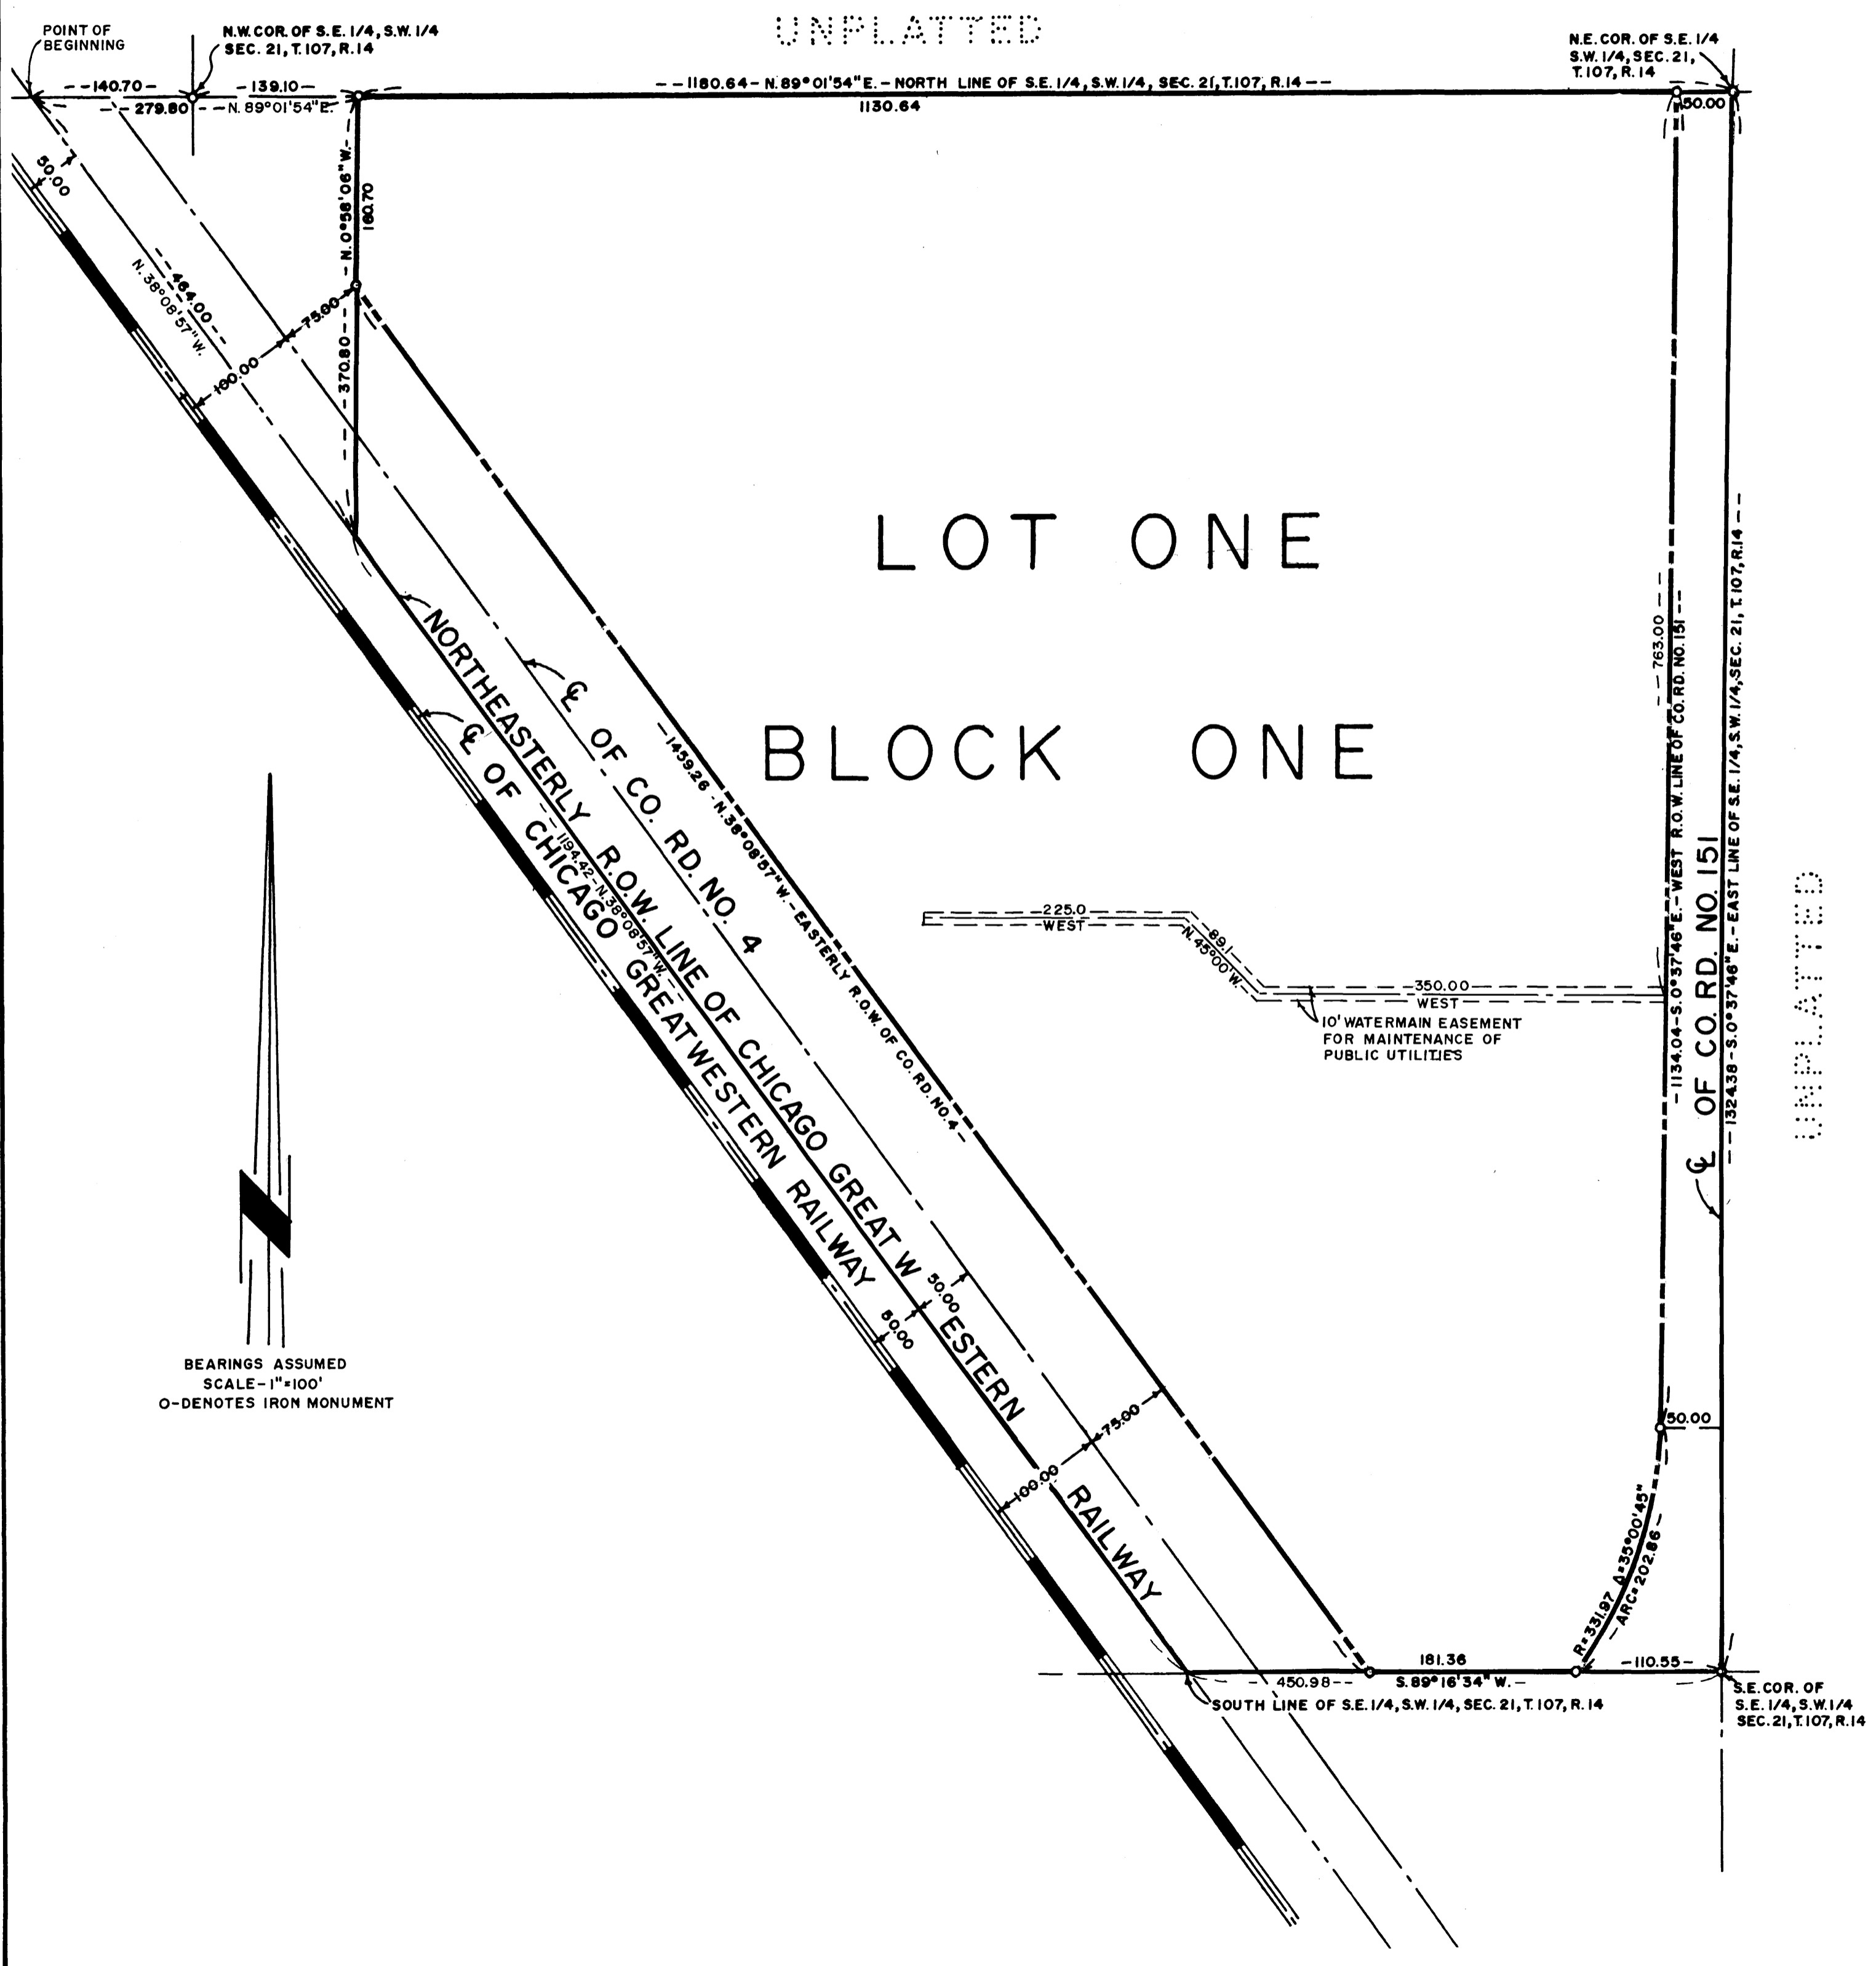 UNPLATTED
POINT OF
BEGINNING
N.W. COR. OF S.E. 1/4, S.W. 1/4
SEC. 21, T. 107, R. 14
N.E. COR. OF S.E. 1/4
S.W. 1/4, SEC. 21,
T. 107, R. 14
--140.70-
-139.10-
--1180.64-N. 89°01'54"E.-NORTH LINE OF S.E. 1/4, S.W. 1/4, SEC. 21, T. 107, R. 14--
279.80
--N. 89°01'54"E.
1130.64
50.00
50.00
-N. 0°58'06"W.-
160.70
--464.00--
N. 38°08'57"W.
75.00
100.00
-370.80-
LOT ONE
BLOCK ONE
NORTHEASTERLY R.O.W. LINE OF CHICAGO GREAT WESTERN RAILWAY
℄ OF CO. RD. NO. 4
-1459.26-N. 38°08'57"W.-EASTERLY R.O.W. OF CO. RD. NO. 4-
℄ OF CHICAGO GREAT WESTERN RAILWAY
1194.42-N. 38°08'57"W.
--763.00--
-1134.04-S. 0°37'46"E.-WEST R.O.W. LINE OF CO. RD. NO. 151--
℄ OF CO. RD. NO. 151
--1324.38-S. 0°37'46"E.-EAST LINE OF S.E. 1/4, S.W. 1/4, SEC. 21, T. 107, R. 14--
UNPLATTED
225.0
WEST
89.1
N. 45°00'W.
350.00
WEST
10' WATERMAIN EASEMENT
FOR MAINTENANCE OF
PUBLIC UTILITIES
50.00
50.00
BEARINGS ASSUMED
SCALE-1"=100'
O-DENOTES IRON MONUMENT
75.00
100.00
50.00
R=331.97 Δ=35°00'45"
ARC=202.86
181.36
-110.55-
-450.98--
S. 89°16'34" W.-
SOUTH LINE OF S.E. 1/4, S.W. 1/4, SEC. 21, T. 107, R. 14
S.E. COR. OF
S.E. 1/4, S.W. 1/4
SEC. 21, T. 107, R. 14